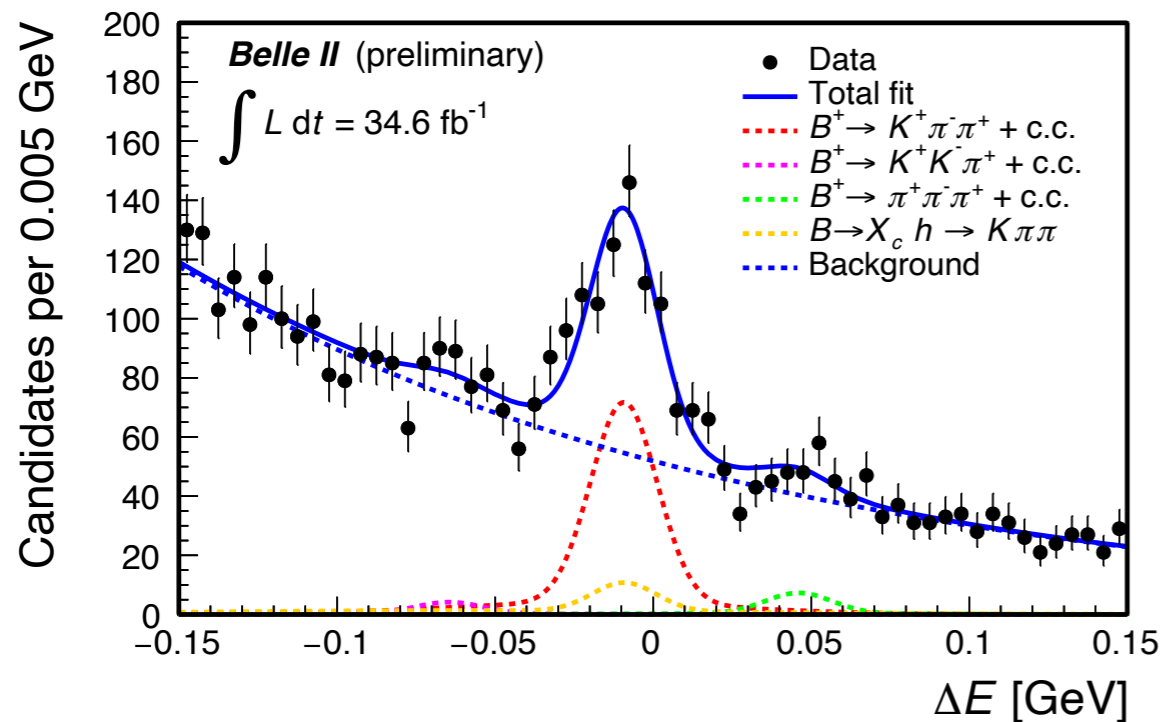 Candidates per 0.005 GeV
200
180
160
140
120
100
80
60
40
20
0
Belle II (preliminary)
∫ L dt = 34.6 fb⁻¹
Data
Total fit
B⁺→ K⁺π⁻π⁺ + c.c.
B⁺→ K⁺K⁻π⁺ + c.c.
B⁺→ π⁺π⁻π⁺ + c.c.
B→X_c h → Kππ
Background
−0.15 −0.1 −0.05 0 0.05 0.1 0.15
ΔE [GeV]